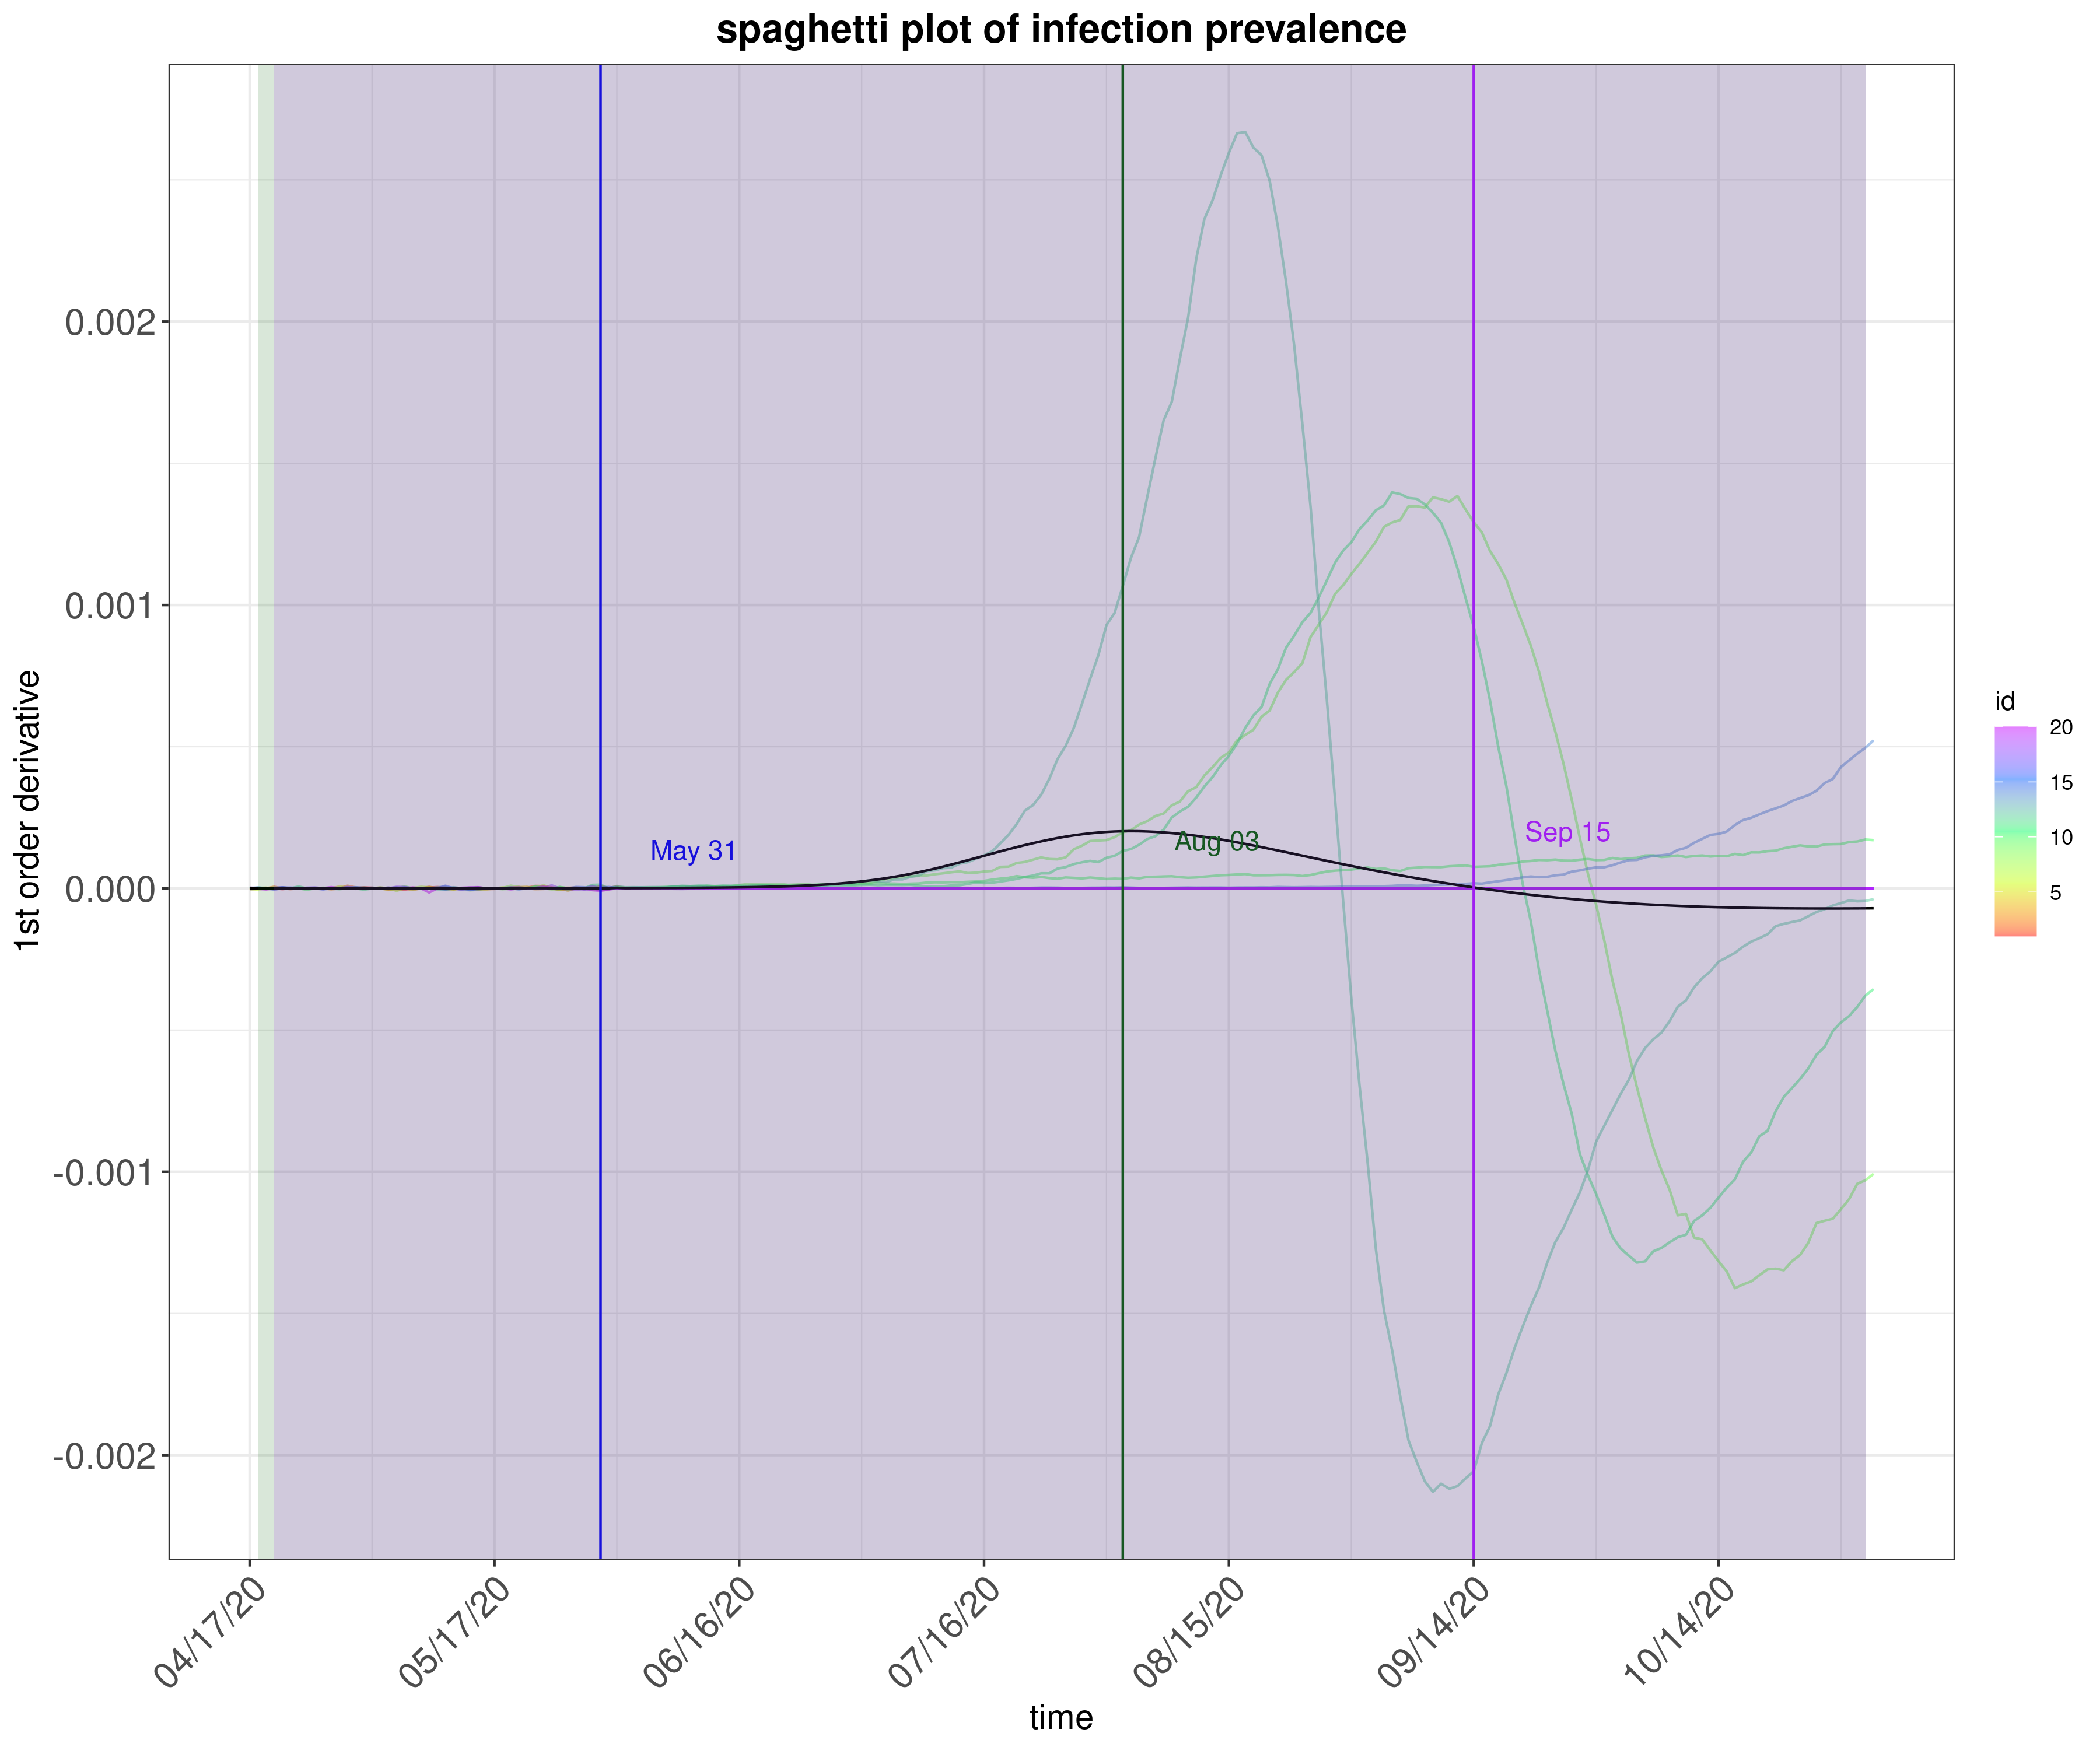 spaghetti plot of infection prevalence
1st order derivative
0.002
0.001
0.000
-0.001
-0.002
May 31
Aug 03
Sep 15
id
20
15
10
5
04/17/20
05/17/20
06/16/20
07/16/20
08/15/20
09/14/20
10/14/20
time